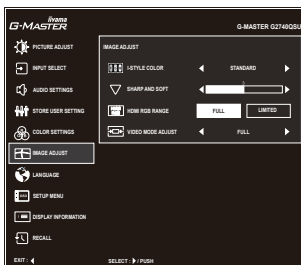 iiyama
G-MASTER
G-MASTER G2740QSU
PICTURE ADJUST
INPUT SELECT
AUDIO SETTINGS
STORE USER SETTING
COLOR SETTINGS
IMAGE ADJUST
LANGUAGE
SETUP MENU
DISPLAY INFORMATION
RECALL
IMAGE ADJUST
I-STYLE COLOR STANDARD
SHARP AND SOFT
HDMI RGB RANGE FULL LIMITED
VIDEO MODE ADJUST FULL
EXIT : SELECT : / PUSH